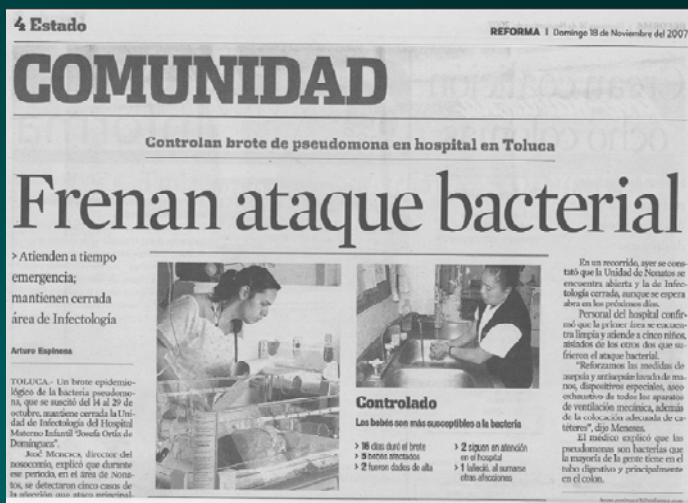 4 Estado
REFORMA | Domingo 18 de Noviembre del 2007
COMUNIDAD
Controlan brote de pseudomona en hospital en Toluca
Frenan ataque bacterial
> Atienden a tiempo
emergencia;
mantienen cerrada
área de Infectología
Arturo Espinosa
TOLUCA.- Un brote epidemio-
lógico de la bacteria pseudomo-
na, que se suscitó del 14 al 29 de
octubre, mantiene cerrada la Uni-
dad de Infectología del Hospital
Materno Infantil "Josefa Ortiz de
Domínguez".
José Meneses, director del
nosocomio, explicó que durante
ese periodo, en el área de Nona-
tos, se detectaron cinco casos de
la afección que ataca principal-
Controlado
Los bebés son más susceptibles a la bacteria
> 16 días duró el brote
> 5 bebés afectados
> 2 fueron dados de alta
> 2 siguen en atención
en el hospital
> 1 falleció, al sumarse
otras afecciones
En un recorrido, ayer se cons-
tató que la Unidad de Nonatos se
encuentra abierta y la de Infec-
tología cerrada, aunque se espera
abra en los próximos días.
Personal del hospital confir-
mó que la primer área se encuen-
tra limpia y atiende a cinco niños,
aislados de los otros dos que su-
frieron el ataque bacterial.
"Reforzamos las medidas de
asepsia y antisepsia: lavado de ma-
nos, dispositivos especiales, aseo
exhaustivo de todos los aparatos
de ventilación mecánica, además
de la colocación adecuada de ca-
téteres", dijo Meneses.
El médico explicó que las
pseudomonas son bacterias que
la mayoría de la gente tiene en el
tubo digestivo y principalmente
en el colon.